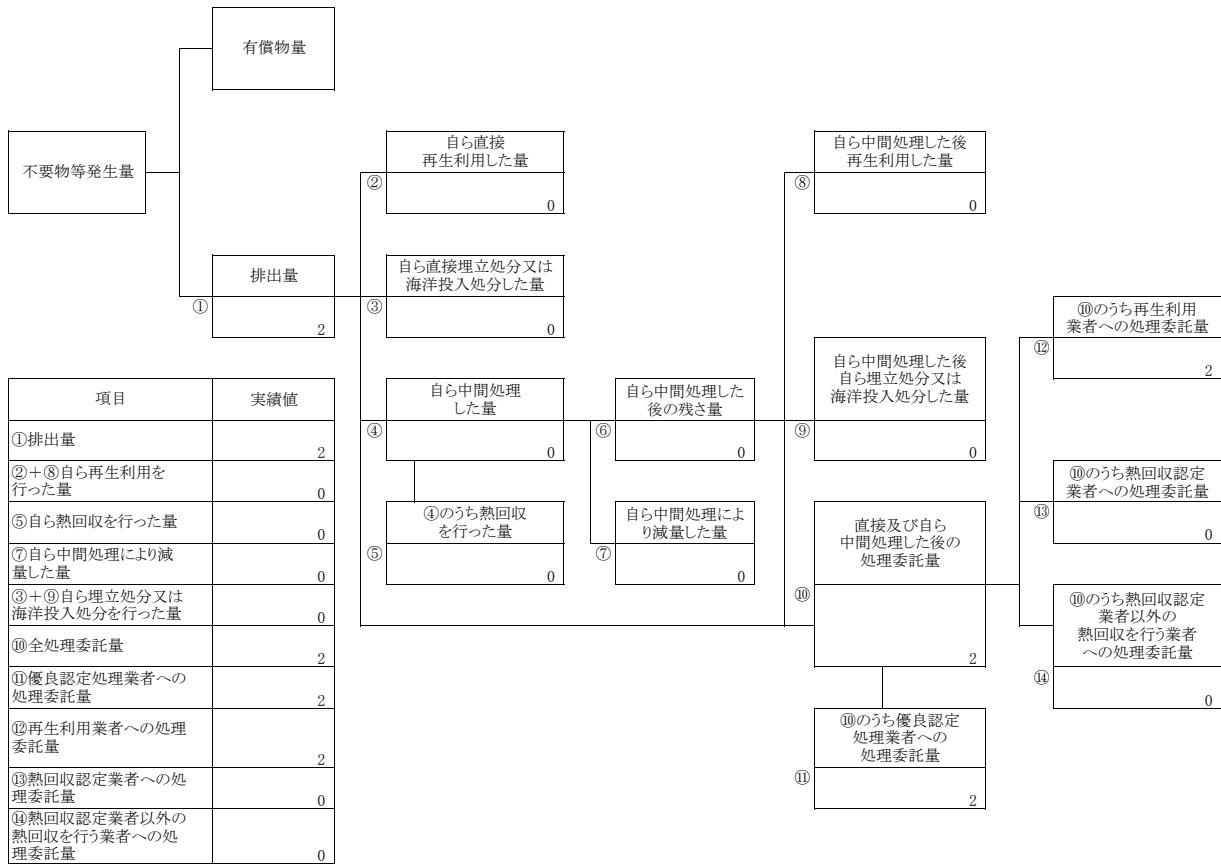 有償物量
不要物等発生量
自ら直接
再生利用した量
②
0
自ら中間処理した後
再生利用した量
⑧
0
排出量
①
2
自ら直接埋立処分又は
海洋投入処分した量
③
0
⑩のうち再生利用
業者への処理委託量
⑫
2
自ら中間処理
した量
④
0
自ら中間処理した
後の残さ量
⑥
0
自ら中間処理した後
自ら埋立処分又は
海洋投入処分した量
⑨
0
⑩のうち熱回収認定
業者への処理委託量
⑬
0
④のうち熱回収
を行った量
⑤
0
自ら中間処理によ
り減量した量
⑦
0
直接及び自ら
中間処理した後の
処理委託量
⑩
2
⑩のうち熱回収認定
業者以外の
熱回収を行う業者
への処理委託量
⑭
0
⑩のうち優良認定
処理業者への
処理委託量
⑪
2
項目 実績値
①排出量 2
②＋⑧自ら再生利用を
行った量 0
⑤自ら熱回収を行った量 0
⑦自ら中間処理により減
量した量 0
③＋⑨自ら埋立処分又は
海洋投入処分を行った量 0
⑩全処理委託量 2
⑪優良認定処理業者への
処理委託量 2
⑫再生利用業者への処理
委託量 2
⑬熱回収認定業者への処
理委託量 0
⑭熱回収認定業者以外の
熱回収を行う業者への処
理委託量 0